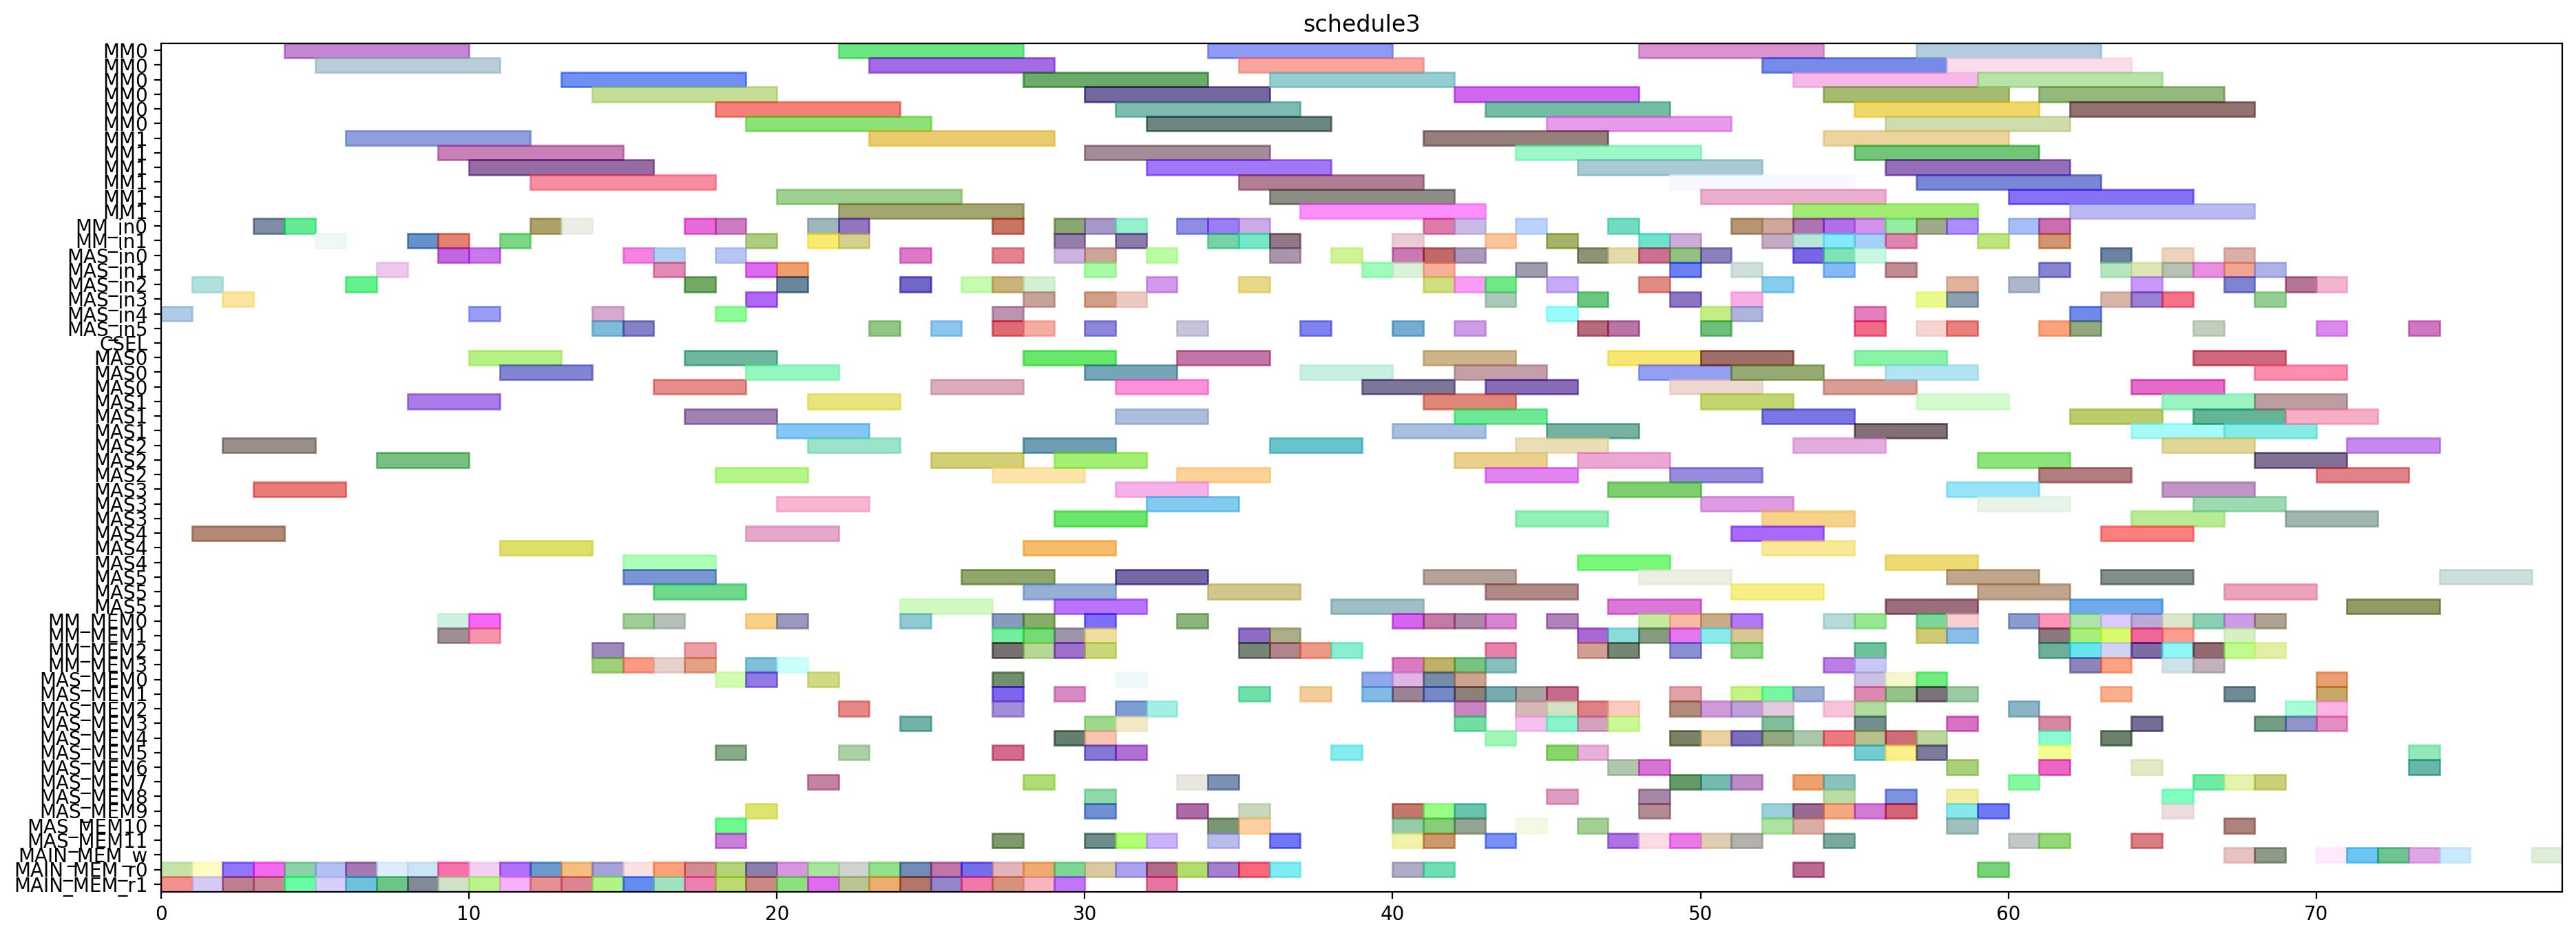 schedule3
MM0
MM0
MM0
MM0
MM0
MM0
MM1
MM1
MM1
MM1
MM1
MM1
MM_in0
MM_in1
MAS_in0
MAS_in1
MAS_in2
MAS_in3
MAS_in4
MAS_in5
CSEL
MAS0
MAS0
MAS0
MAS1
MAS1
MAS1
MAS2
MAS2
MAS2
MAS3
MAS3
MAS3
MAS4
MAS4
MAS4
MAS5
MAS5
MAS5
MM_MEM0
MM_MEM1
MM_MEM2
MM_MEM3
MAS_MEM0
MAS_MEM1
MAS_MEM2
MAS_MEM3
MAS_MEM4
MAS_MEM5
MAS_MEM6
MAS_MEM7
MAS_MEM8
MAS_MEM9
MAS_MEM10
MAS_MEM11
MAIN_MEM_w
MAIN_MEM_r0
MAIN_MEM_r1
0 10 20 30 40 50 60 70